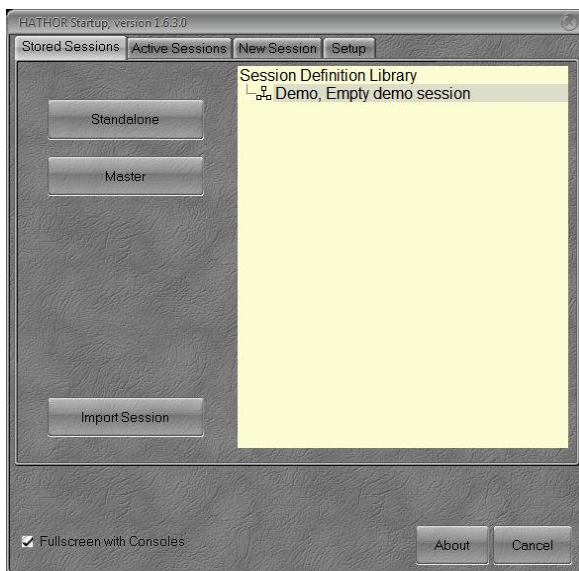 HATHOR Startup, version 1.6.3.0
Stored Sessions Active Sessions New Session Setup
Session Definition Library
Demo, Empty demo session
Standalone
Master
Import Session
Fullscreen with Consoles
About Cancel